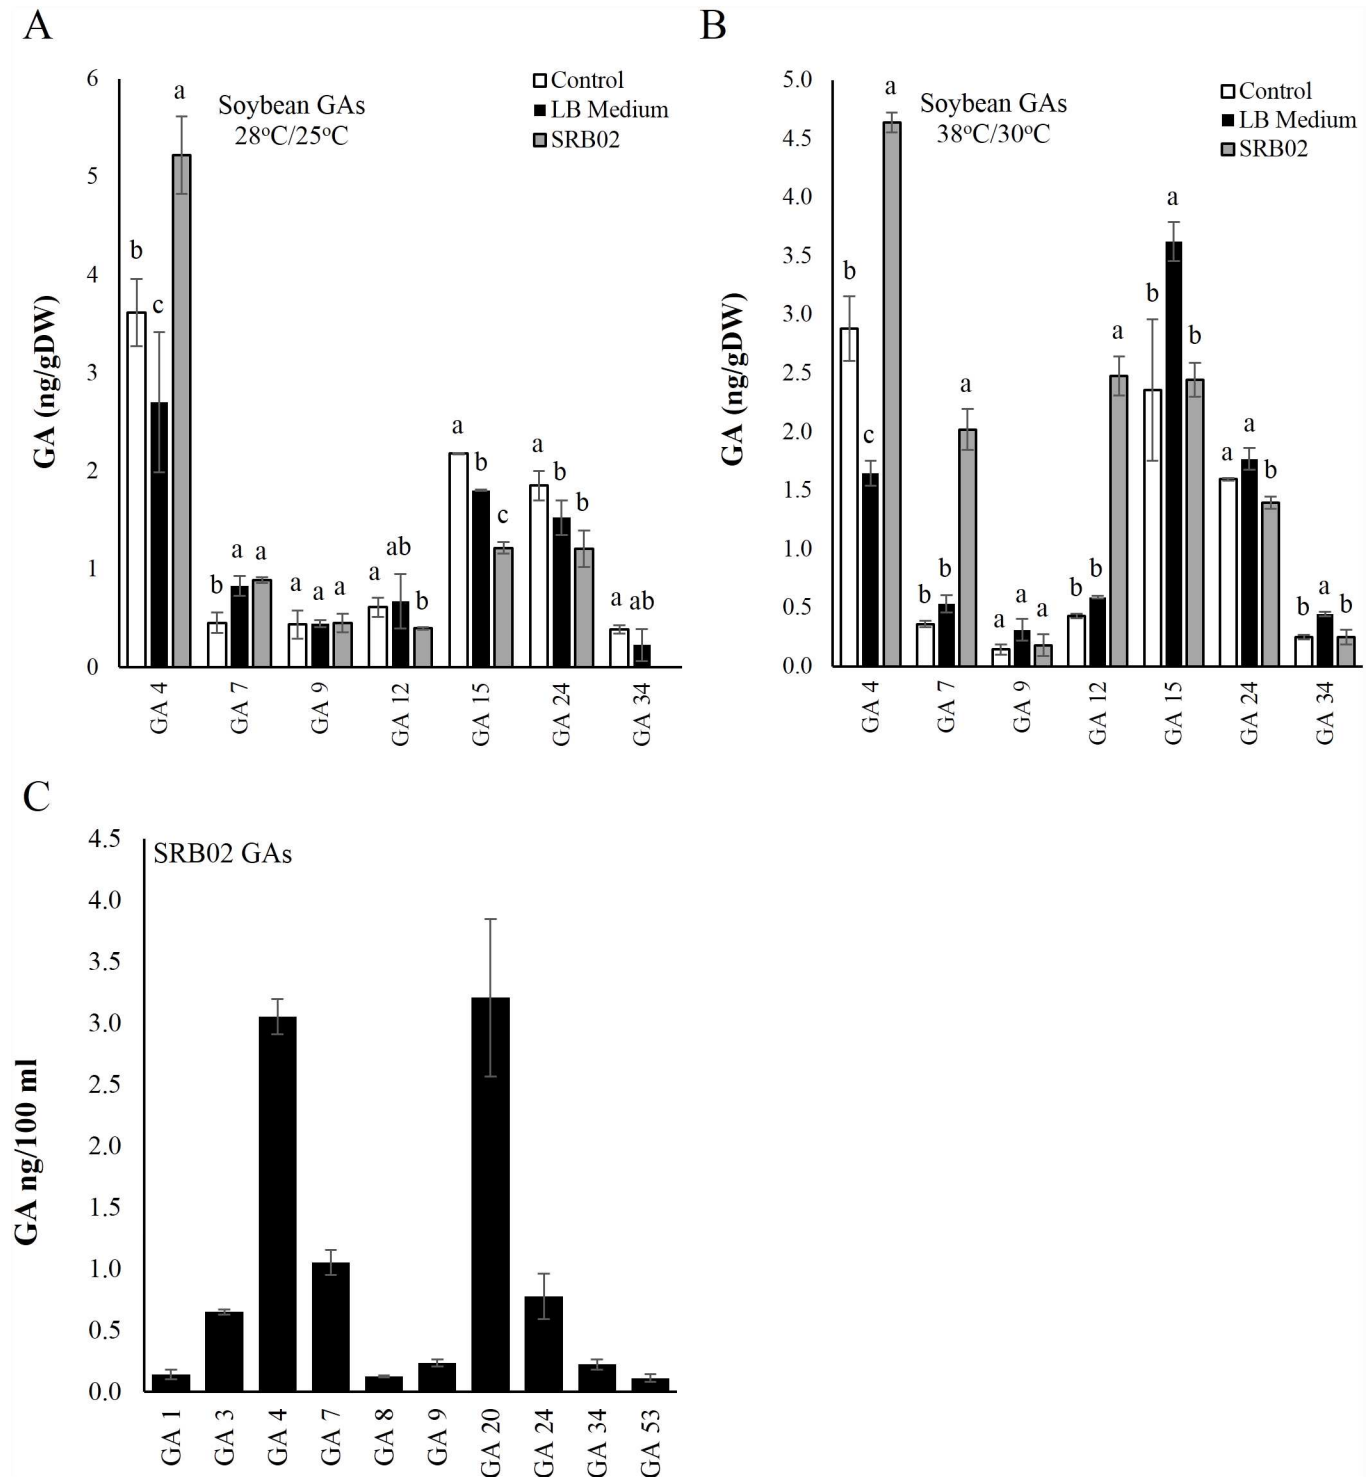 A
Soybean GAs
28°C/25°C
Control
LB Medium
SRB02
GA (ng/gDW)
6
5
4
3
2
1
0
b
c
a
b
a
a
a
a
a
a
ab
b
a
b
c
a
b
b
a
ab
GA 4
GA 7
GA 9
GA 12
GA 15
GA 24
GA 34
B
Soybean GAs
38°C/30°C
Control
LB Medium
SRB02
GA (ng/gDW)
5.0
4.5
4.0
3.5
3.0
2.5
2.0
1.5
1.0
0.5
0.0
b
c
a
b
b
a
a
a
a
b
b
a
b
a
b
a
a
b
b
a
b
GA 4
GA 7
GA 9
GA 12
GA 15
GA 24
GA 34
C
SRB02 GAs
GA ng/100 ml
4.5
4.0
3.5
3.0
2.5
2.0
1.5
1.0
0.5
0.0
GA 1
GA 3
GA 4
GA 7
GA 8
GA 9
GA 20
GA 24
GA 34
GA 53